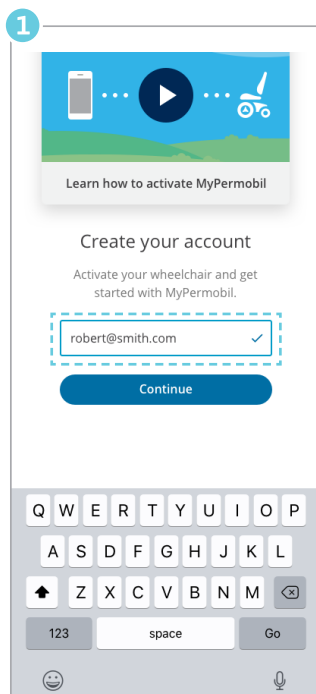 1
Learn how to activate MyPermobil
Create your account
Activate your wheelchair and get
started with MyPermobil.
robert@smith.com
Continue
Q W E R T Y U I O P
A S D F G H J K L
Z X C V B N M
123 space Go